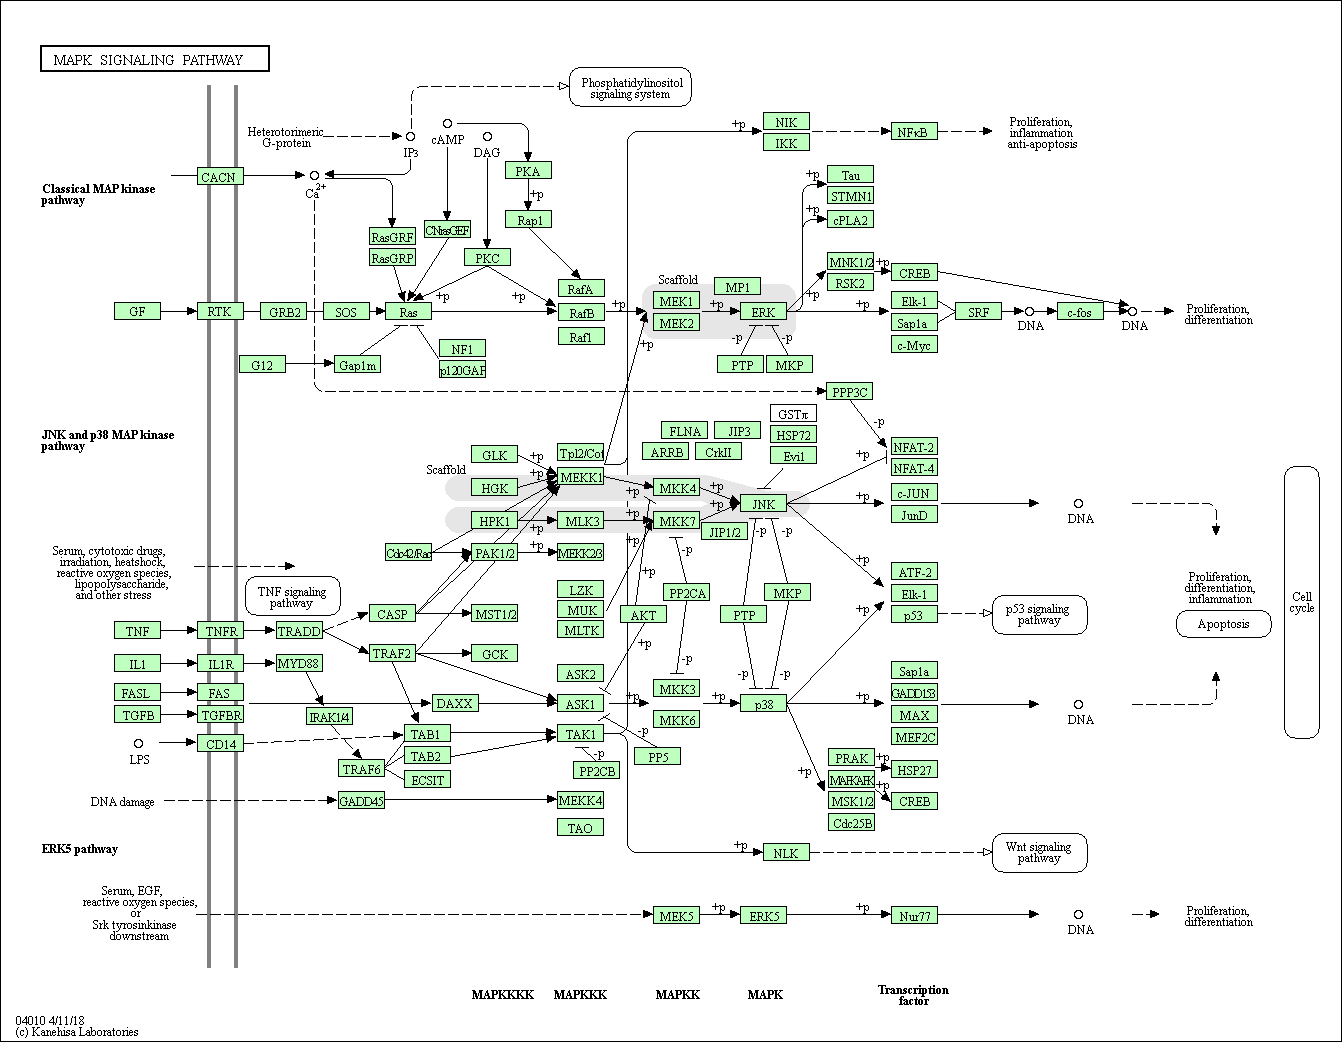 MAPK SIGNALING PATHWAY
Phosphatidylinositol
signaling system
Heterotorimeric
G-protein
IP3
cAMP
DAG
+p
NIK
IKK
NFκB
Proliferation,
inflammation
anti-apoptosis
Classical MAP kinase
pathway
CACN
Ca2+
PKA
+p
Rap1
Tau
STMN1
cPLA2
+p
+p
RasGRF
RasGRP
CNrasGEF
PKC
RafA
RafB
Raf1
+p
+p
+p
+p
Scaffold
MEK1
MEK2
MP1
+p
ERK
MNK1/2
RSK2
+p
+p
+p
CREB
GF
RTK
GRB2
SOS
Ras
Elk-1
Sap1a
c-Myc
SRF
DNA
c-fos
DNA
Proliferation,
differentiation
G12
Gap1m
NF1
p120GAP
-p
-p
PTP
MKP
PPP3C
-p
JNK and p38 MAP kinase
pathway
GSTπ
HSP72
Evi1
FLNA
JIP3
ARRB
CrkII
NFAT-2
NFAT-4
+p
Scaffold
GLK
HGK
HPK1
PAK1/2
+p
+p
+p
+p
Tpl2/Cot
MEKK1
MLK3
MEKK2/3
+p
+p
+p
+p
MKK4
MKK7
+p
+p
JNK
JIP1/2
+p
c-JUN
JunD
DNA
Cdc42/Rac
Serum, cytotoxic drugs,
irradiation, heatshock,
reactive oxygen species,
lipopolysaccharide,
and other stress
TNF signaling
pathway
LZK
MUK
MLTK
-p
-p
-p
+p
PP2CA
AKT
PTP
MKP
+p
ATF-2
Elk-1
p53
p53 signaling
pathway
Proliferation,
differentiation,
inflammation
Apoptosis
Cell
cycle
CASP
MST1/2
TNF
TNFR
TRADD
TRAF2
GCK
+p
-p
-p
-p
+p
IL1
IL1R
MYD88
FASL
FAS
TGFB
TGFBR
IRAK1/4
DAXX
ASK2
ASK1
TAK1
+p
MKK3
MKK6
+p
p38
+p
Sap1a
GADD153
MAX
MEF2C
DNA
LPS
CD14
TAB1
TAB2
ECSIT
TRAF6
-p
PP2CB
PP5
+p
PRAK
MAPKAPK
MSK1/2
Cdc25B
+p
+p
HSP27
CREB
DNA damage
GADD45
MEKK4
TAO
ERK5 pathway
+p
NLK
Wnt signaling
pathway
Serum, EGF,
reactive oxygen species,
or
Srk tyrosinkinase
downstream
MEK5
+p
ERK5
+p
Nur77
DNA
Proliferation,
differentiation
MAPKKKK
MAPKKK
MAPKK
MAPK
Transcription
factor
04010 4/11/18
(c) Kanehisa Laboratories